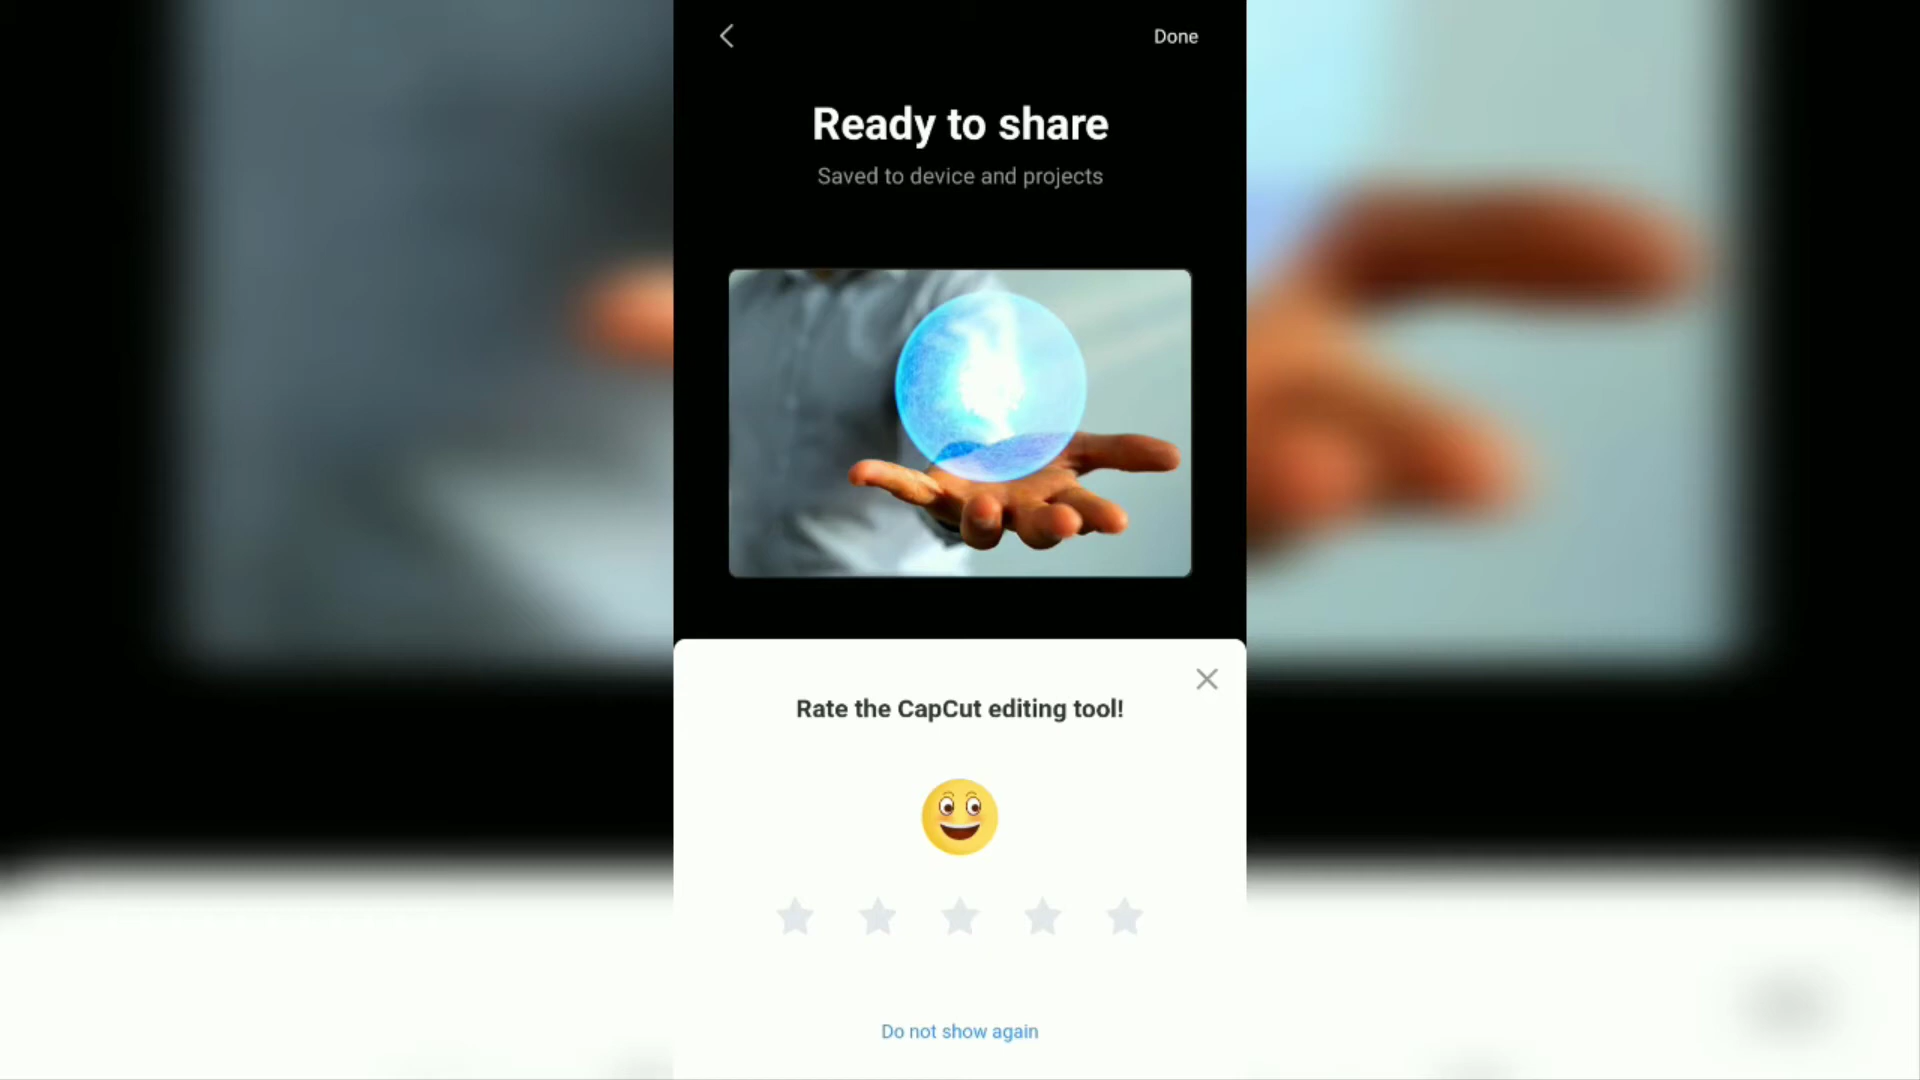 Done
Ready to share
Saved to device and projects
Rate the CapCut editing tool!
Do not show again